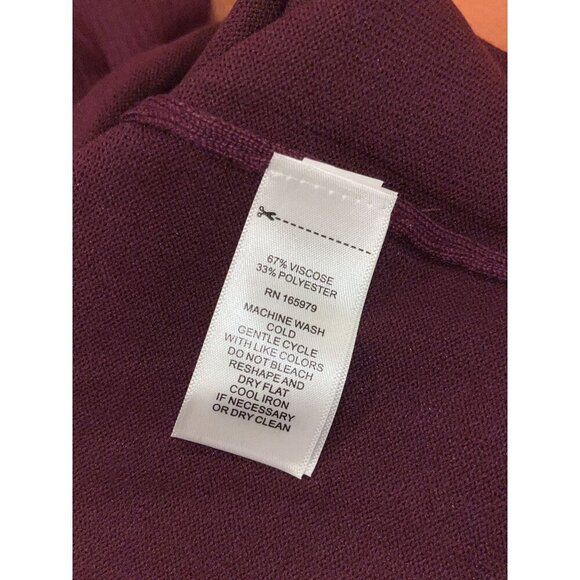 67% VISCOSE
33% POLYESTER
RN 165979
MACHINE WASH
COLD
GENTLE CYCLE
WITH LIKE COLORS
DO NOT BLEACH
RESHAPE AND
DRY FLAT
COOL IRON
IF NECESSARY
OR DRY CLEAN